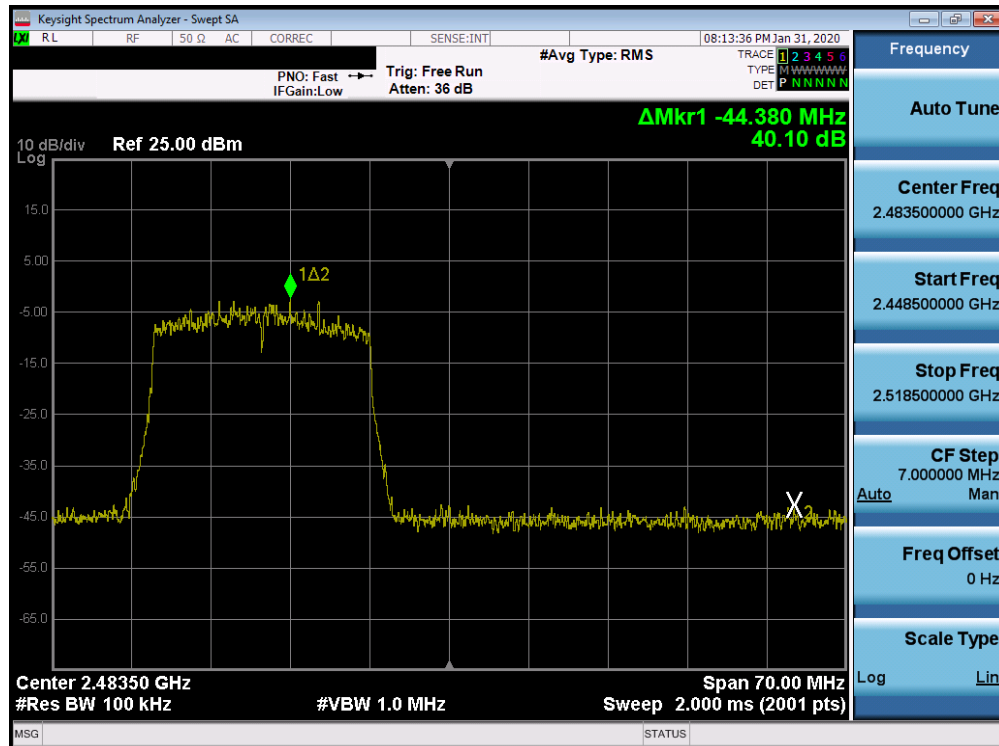 Keysight Spectrum Analyzer - Swept SA
LXI RL RF 50 Ω AC CORREC SENSE:INT 08:13:36 PM Jan 31, 2020
#Avg Type: RMS TRACE 1 2 3 4 5 6
PNO: Fast Trig: Free Run TYPE M W W W W W
IFGain:Low Atten: 36 dB DET P N N N N N
ΔMkr1 -44.380 MHz
40.10 dB
10 dB/div Ref 25.00 dBm
Log
15.0
5.00
1Δ2
-5.00
-15.0
-25.0
-35.0
X2
-45.0
-55.0
-65.0
Center 2.48350 GHz Span 70.00 MHz
#Res BW 100 kHz #VBW 1.0 MHz Sweep 2.000 ms (2001 pts)
MSG STATUS
Frequency
Auto Tune
Center Freq
2.483500000 GHz
Start Freq
2.448500000 GHz
Stop Freq
2.518500000 GHz
CF Step
7.000000 MHz
Auto Man
Freq Offset
0 Hz
Scale Type
Log Lin